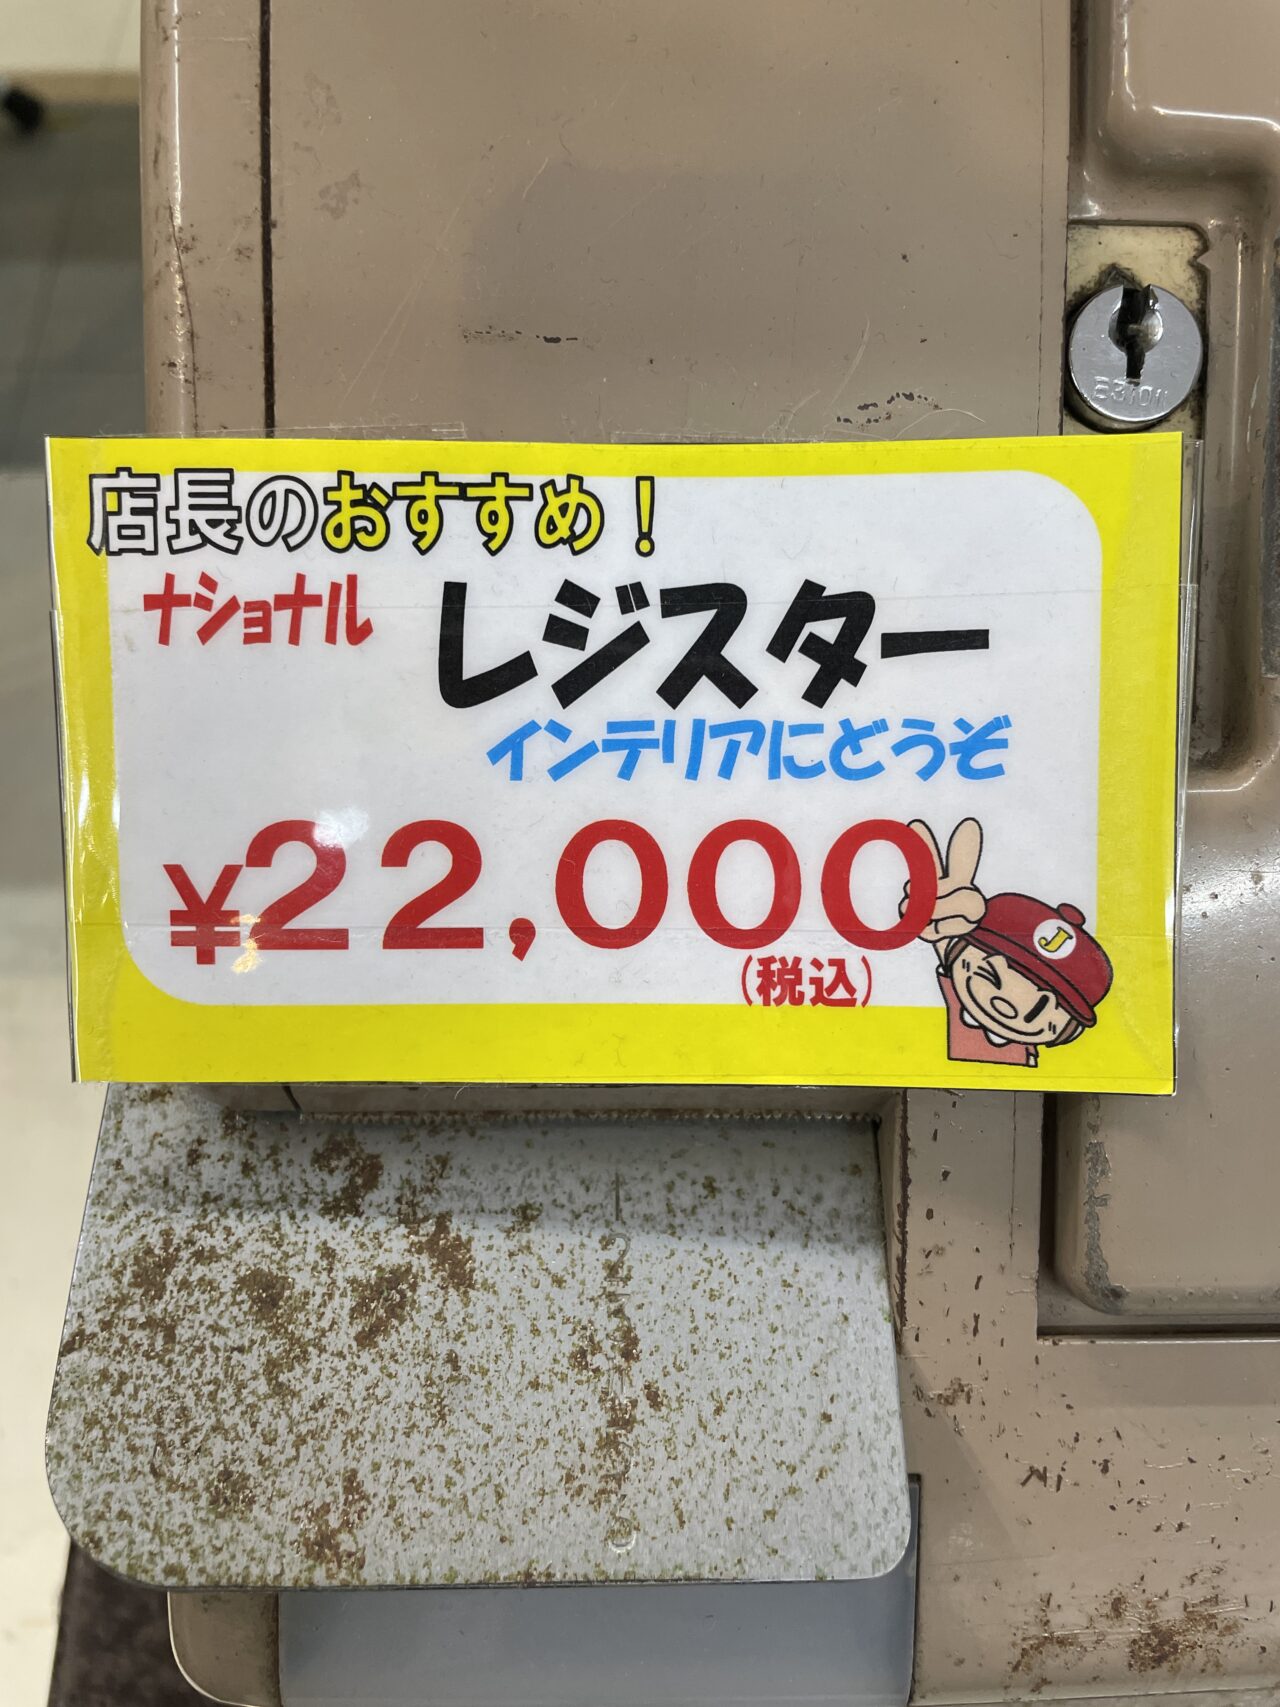 E31011
店長のおすすめ！
ナショナル
レジスター
インテリアにどうぞ
¥22,000
(税込)
J